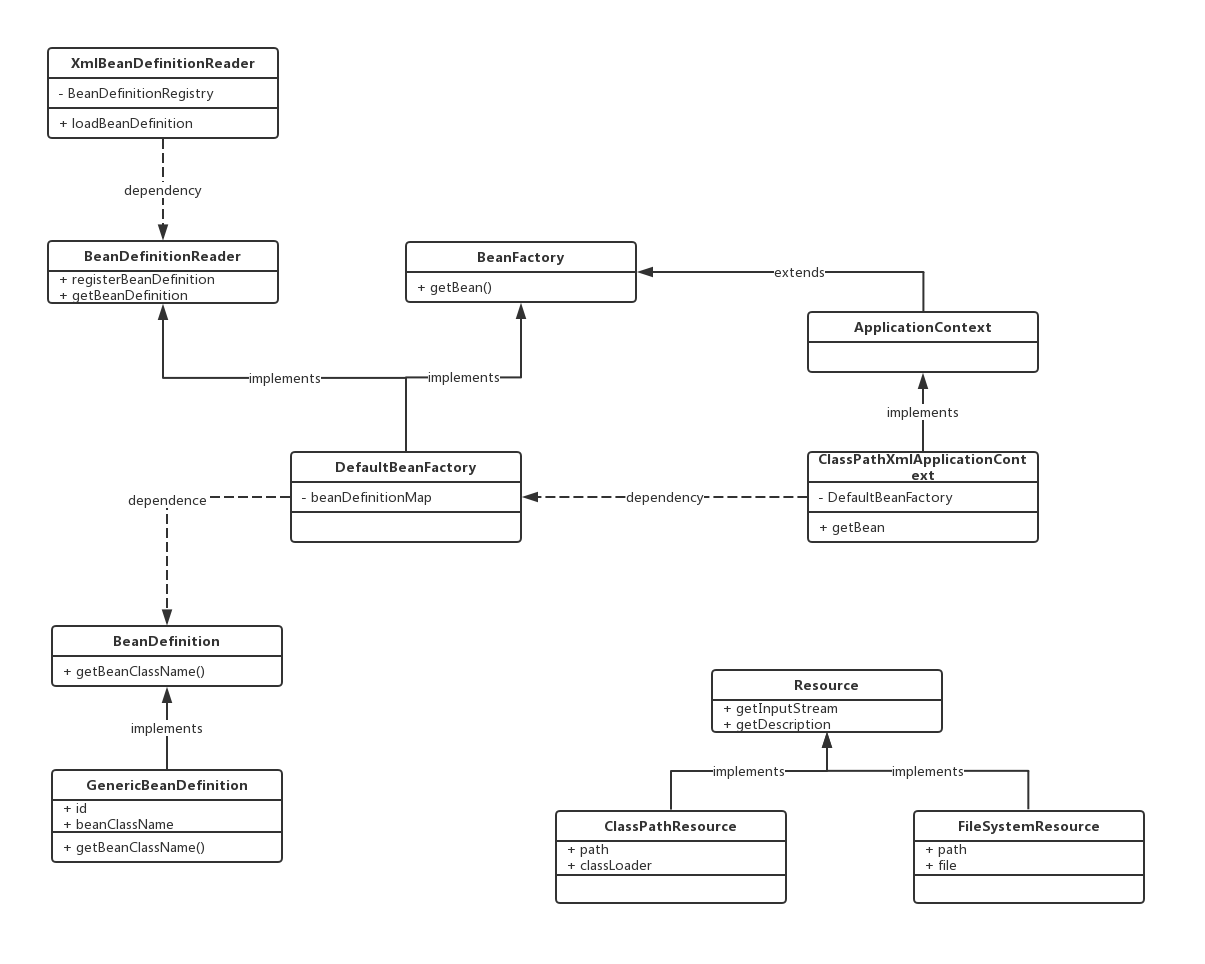 XmlBeanDefinitionReader
- BeanDefinitionRegistry
+ loadBeanDefinition
dependency
BeanDefinitionReader
+ registerBeanDefinition
+ getBeanDefinition
BeanFactory
+ getBean()
extends
ApplicationContext
implements
implements
implements
DefaultBeanFactory
- beanDefinitionMap
ClassPathXmlApplicationCont
ext
- DefaultBeanFactory
+ getBean
dependence
dependency
BeanDefinition
+ getBeanClassName()
implements
GenericBeanDefinition
+ id
+ beanClassName
+ getBeanClassName()
Resource
+ getInputStream
+ getDescription
implements
implements
ClassPathResource
+ path
+ classLoader
FileSystemResource
+ path
+ file